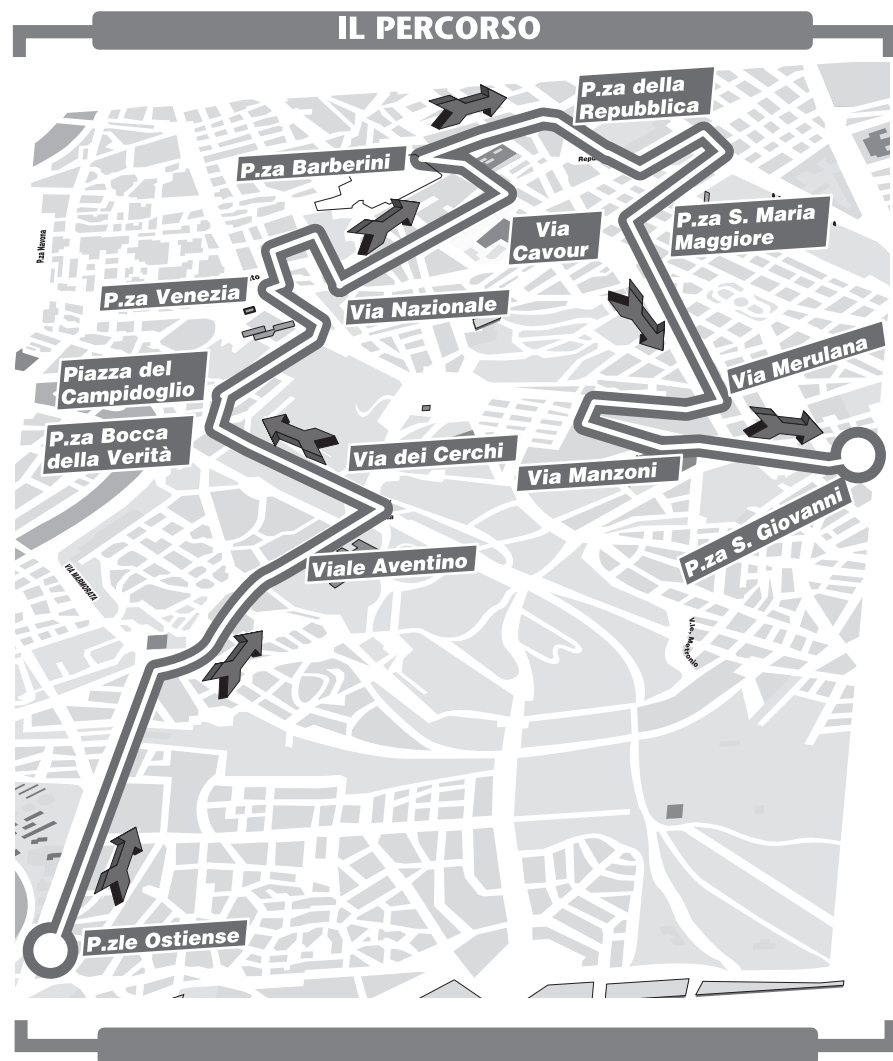 IL PERCORSO
P.za della
Repubblica
P.za Barberini
P.za S. Maria
Maggiore
Via
Cavour
P.za Navona
P.za Venezia
Via Nazionale
Piazza del
Campidoglio
Via Merulana
P.za Bocca
della Verità
Via dei Cerchi
Via Manzoni
P.za S. Giovanni
Viale Aventino
VIA MARMORATA
V.le. Metronio
P.zle Ostiense